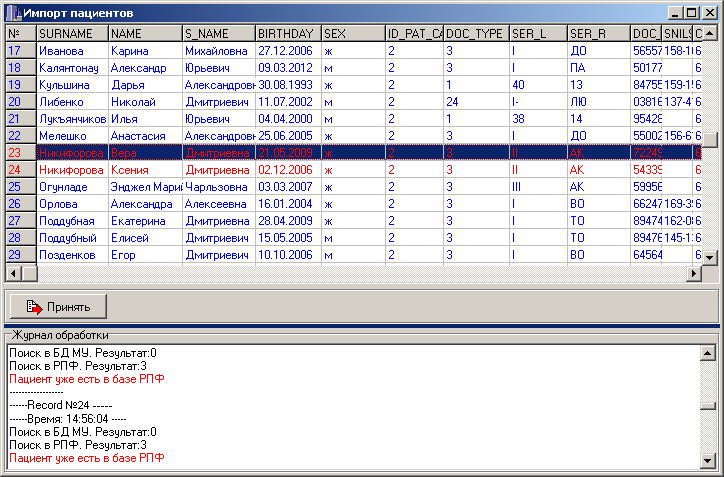 Импорт пациентов
№ SURNAME NAME S_NAME BIRTHDAY SEX ID_PAT_CA DOC_TYPE SER_L SER_R DOC_ SNILS
17 Иванова Карина Михайловна 27.12.2006 ж 2 3 I ДО 56557 158-1 6
18 Калянтонау Александр Юрьевич 09.03.2012 м 2 3 I ПА 50177 6
19 Кульшина Дарья Александровн 30.08.1993 ж 2 1 40 13 84755 159-1 6
20 Либенко Николай Дмитриевич 11.07.2002 м 2 24 I- ЛЮ 03816 137-4 6
21 Лукъянчиков Илья Юрьевич 04.04.2000 м 2 1 38 14 95428 6
22 Мелешко Анастасия Александровн 25.06.2005 ж 2 3 I ДО 55002 156-6 6
23 Никифорова Вера Дмитриевна 21.05.2009 ж 2 3 II АК 72249 6
24 Никифорова Ксения Дмитриевна 02.12.2006 ж 2 3 II АК 54339 6
25 Огунладе Энджел Мари Чарльзовна 03.03.2007 ж 2 3 III АК 59956 6
26 Орлова Александра Алексеевна 16.01.2004 ж 2 3 I ВО 66247 169-3 6
27 Поддубная Екатерина Дмитриевна 28.04.2009 ж 2 3 I ТО 89474 162-0 6
28 Поддубный Елисей Дмитриевич 15.05.2005 м 2 3 I ТО 89476 145-1 6
29 Позденков Егор Дмитриевич 10.10.2006 м 2 3 I ВО 64564 6
Принять
Журнал обработки
Поиск в БД МУ. Результат:0
Поиск в РПФ. Результат:3
Пациент уже есть в базе РПФ
-----------------
------Record №24 -----
------Время: 14:56:04 -----
Поиск в БД МУ. Результат:0
Поиск в РПФ. Результат:3
Пациент уже есть в базе РПФ